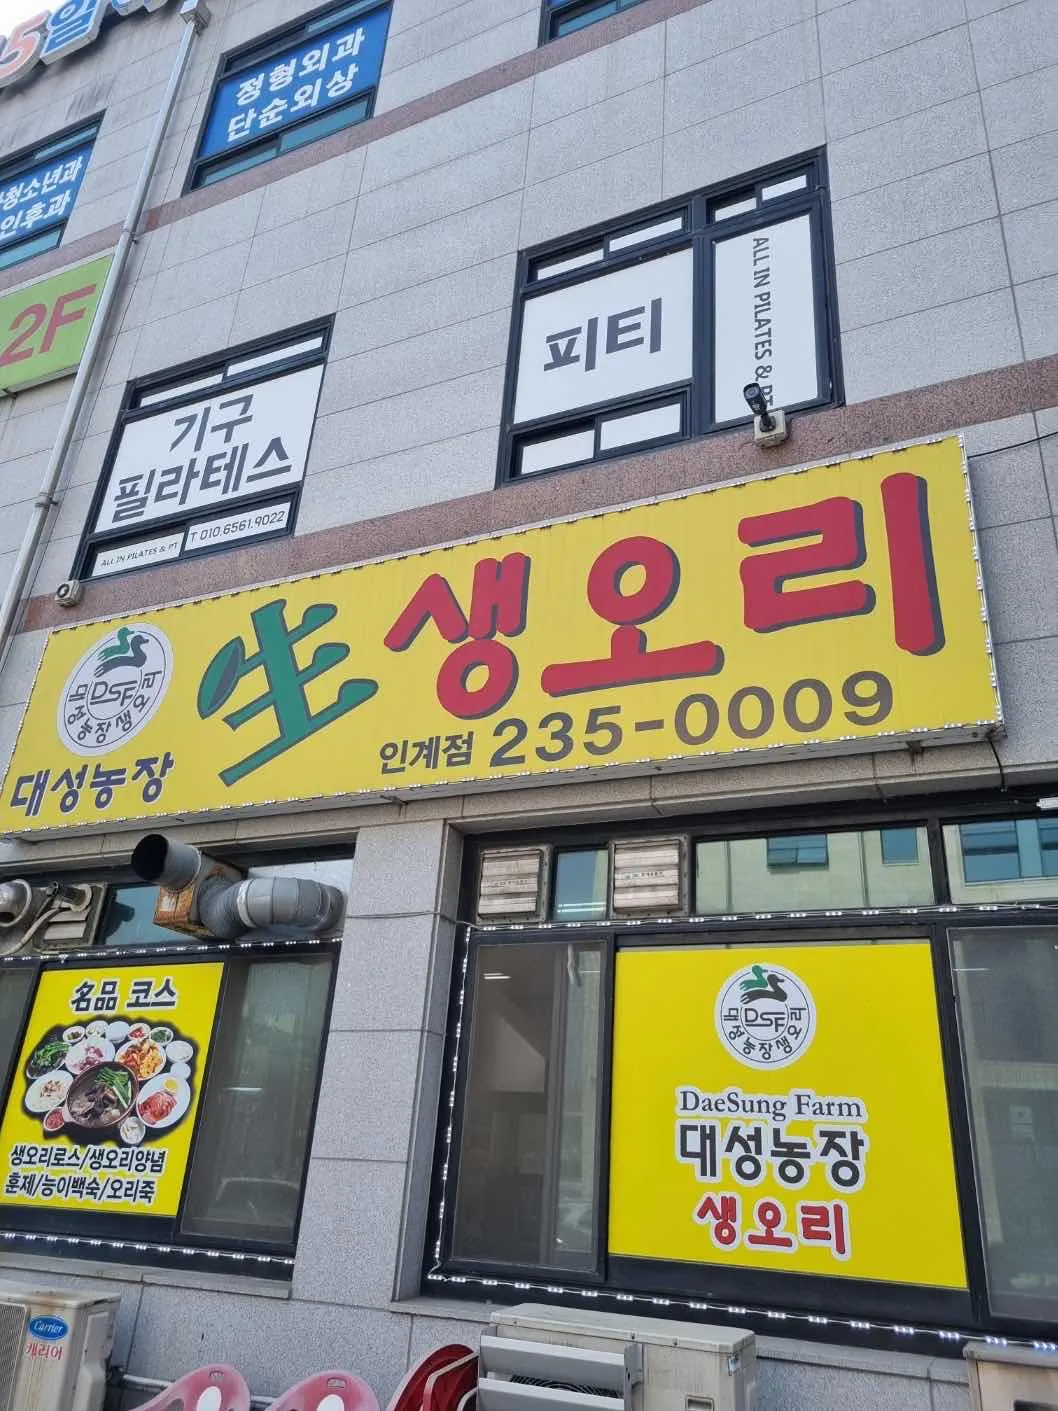 5일
정형외과
단순외상
청소년과
인후과
2F
피티
ALL IN PILATES & PT
기구
필라테스
ALL IN PILATES & PT
T 010.6561.9022
生 생오리
DSF
대성농장생오리
대성농장
인계점 235-0009
名品 코스
생오리로스/생오리양념
훈제/능이백숙/오리죽
DSF
대성농장생오리
DaeSung Farm
대성농장
생오리
Carrier
캐리어